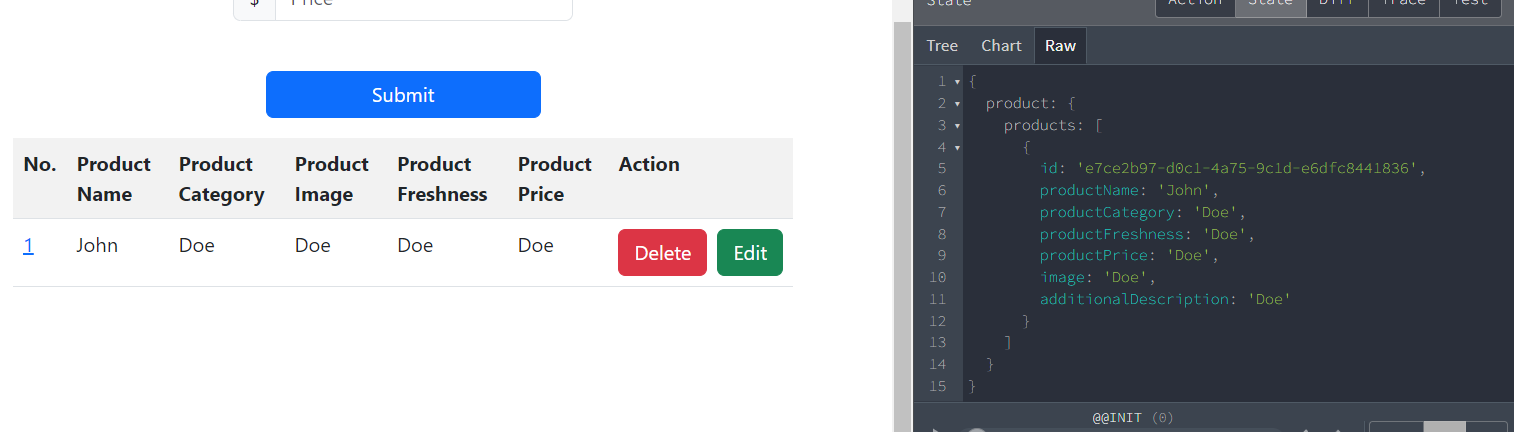 $ Price
Submit
No. Product Name Product Category Product Image Product Freshness Product Price Action
1 John Doe Doe Doe Doe Delete Edit
State Action State Diff Trace Test
Tree Chart Raw
1 {
2 product: {
3 products: [
4 {
5 id: 'e7ce2b97-d0c1-4a75-9c1d-e6dfc8441836',
6 productName: 'John',
7 productCategory: 'Doe',
8 productFreshness: 'Doe',
9 productPrice: 'Doe',
10 image: 'Doe',
11 additionalDescription: 'Doe'
12 }
13 ]
14 }
15 }
@@INIT (0)